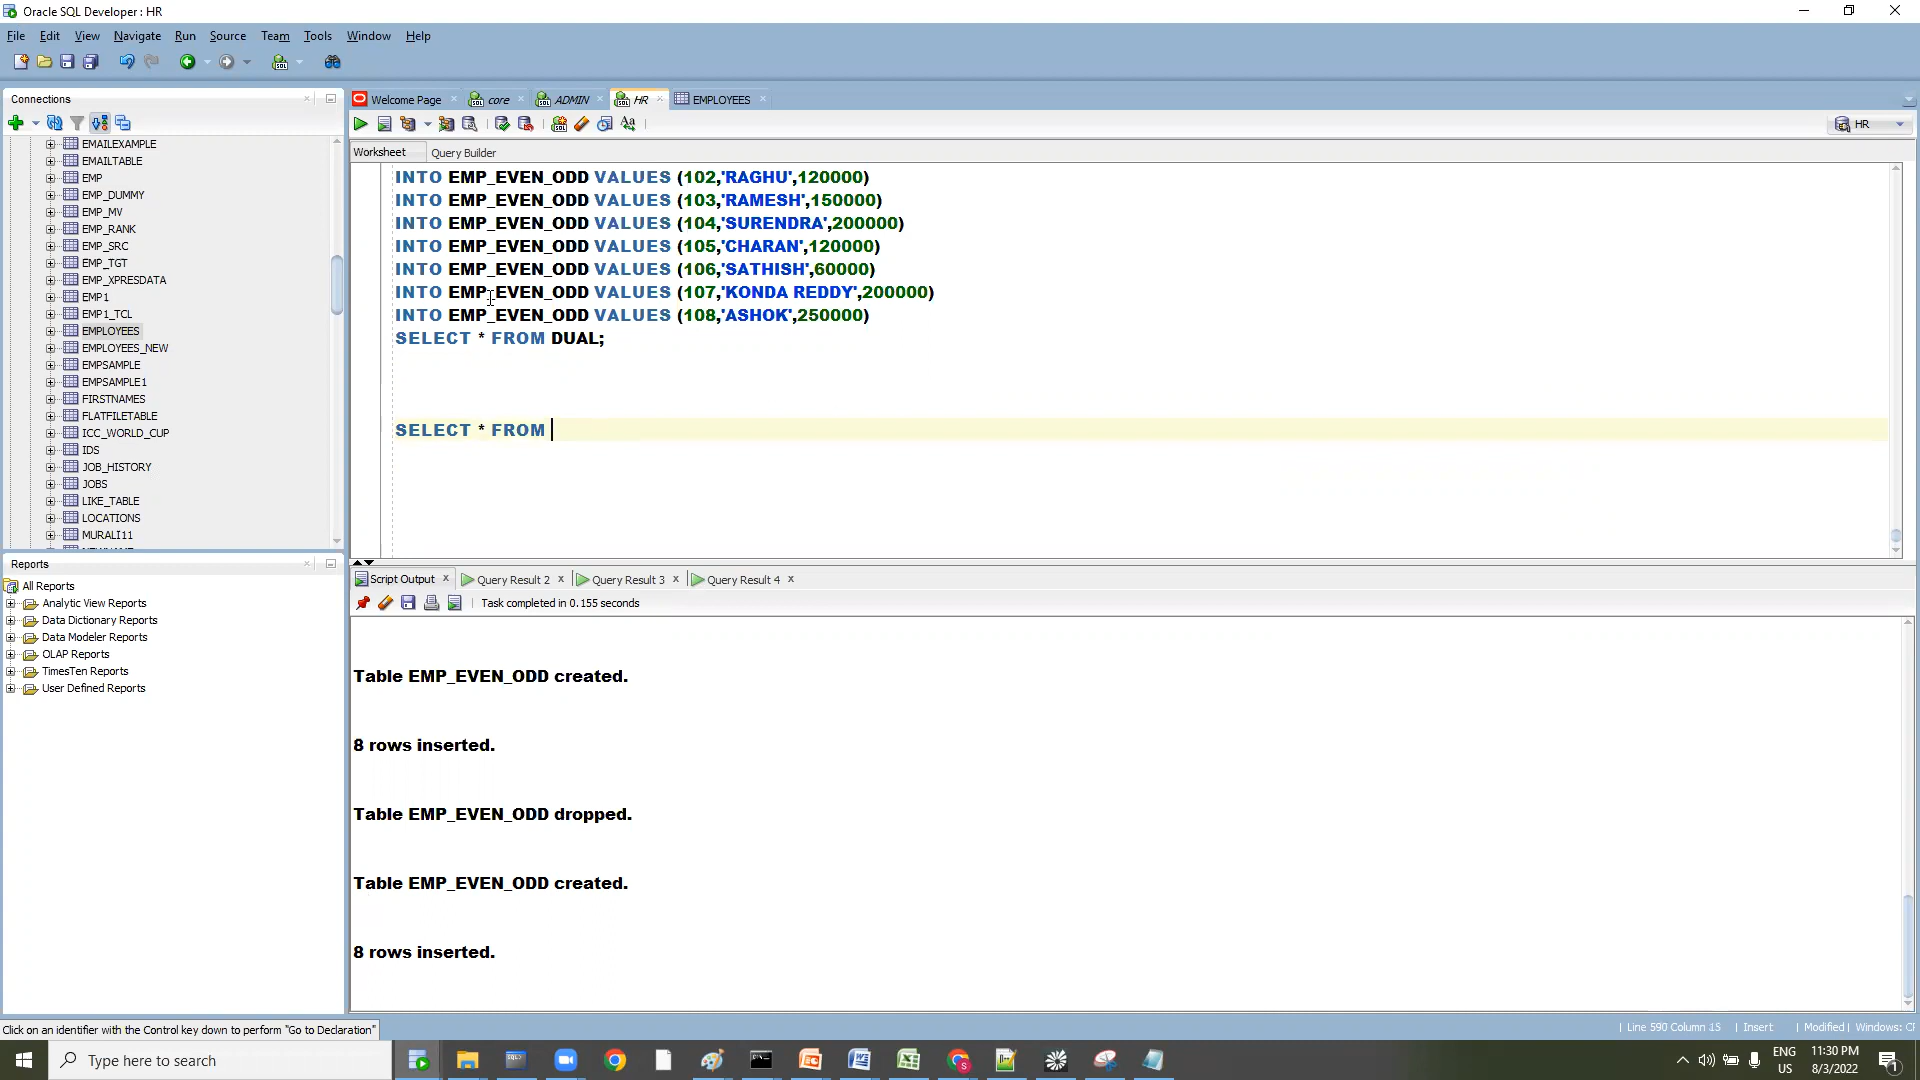 Oracle SQL Developer : HR
File Edit View Navigate Run Source Team Tools Window Help
Connections
Welcome Page core ADMIN HR EMPLOYEES
HR
Worksheet Query Builder
EMAILEXAMPLE
EMAILTABLE
EMP
EMP_DUMMY
EMP_MV
EMP_RANK
EMP_SRC
EMP_TGT
EMP_XPRESDATA
EMP1
EMP1_TCL
EMPLOYEES
EMPLOYEES_NEW
EMPSAMPLE
EMPSAMPLE1
FIRSTNAMES
FLATFILETABLE
ICC_WORLD_CUP
IDS
JOB_HISTORY
JOBS
LIKE_TABLE
LOCATIONS
MURALI11
INTO EMP_EVEN_ODD VALUES (102,'RAGHU',120000)
INTO EMP_EVEN_ODD VALUES (103,'RAMESH',150000)
INTO EMP_EVEN_ODD VALUES (104,'SURENDRA',200000)
INTO EMP_EVEN_ODD VALUES (105,'CHARAN',120000)
INTO EMP_EVEN_ODD VALUES (106,'SATHISH',60000)
INTO EMP_EVEN_ODD VALUES (107,'KONDA REDDY',200000)
INTO EMP_EVEN_ODD VALUES (108,'ASHOK',250000)
SELECT * FROM DUAL;
SELECT * FROM
Reports
All Reports
Analytic View Reports
Data Dictionary Reports
Data Modeler Reports
OLAP Reports
TimesTen Reports
User Defined Reports
Script Output Query Result 2 Query Result 3 Query Result 4
Task completed in 0.155 seconds
Table EMP_EVEN_ODD created.
8 rows inserted.
Table EMP_EVEN_ODD dropped.
Table EMP_EVEN_ODD created.
8 rows inserted.
Click on an identifier with the Control key down to perform "Go to Declaration"
Line 590 Column 15 Insert Modified Windows:
Type here to search
ENG
US
11:30 PM
8/3/2022